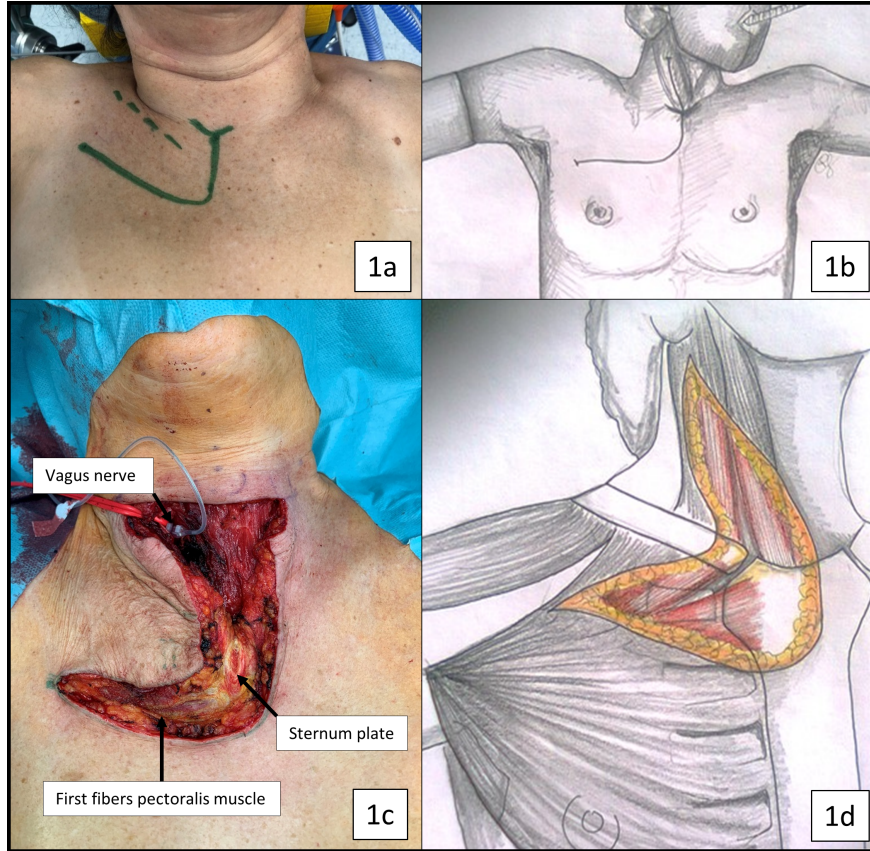 1a
1b
Vagus nerve
Sternum plate
First fibers pectoralis muscle
1c
1d